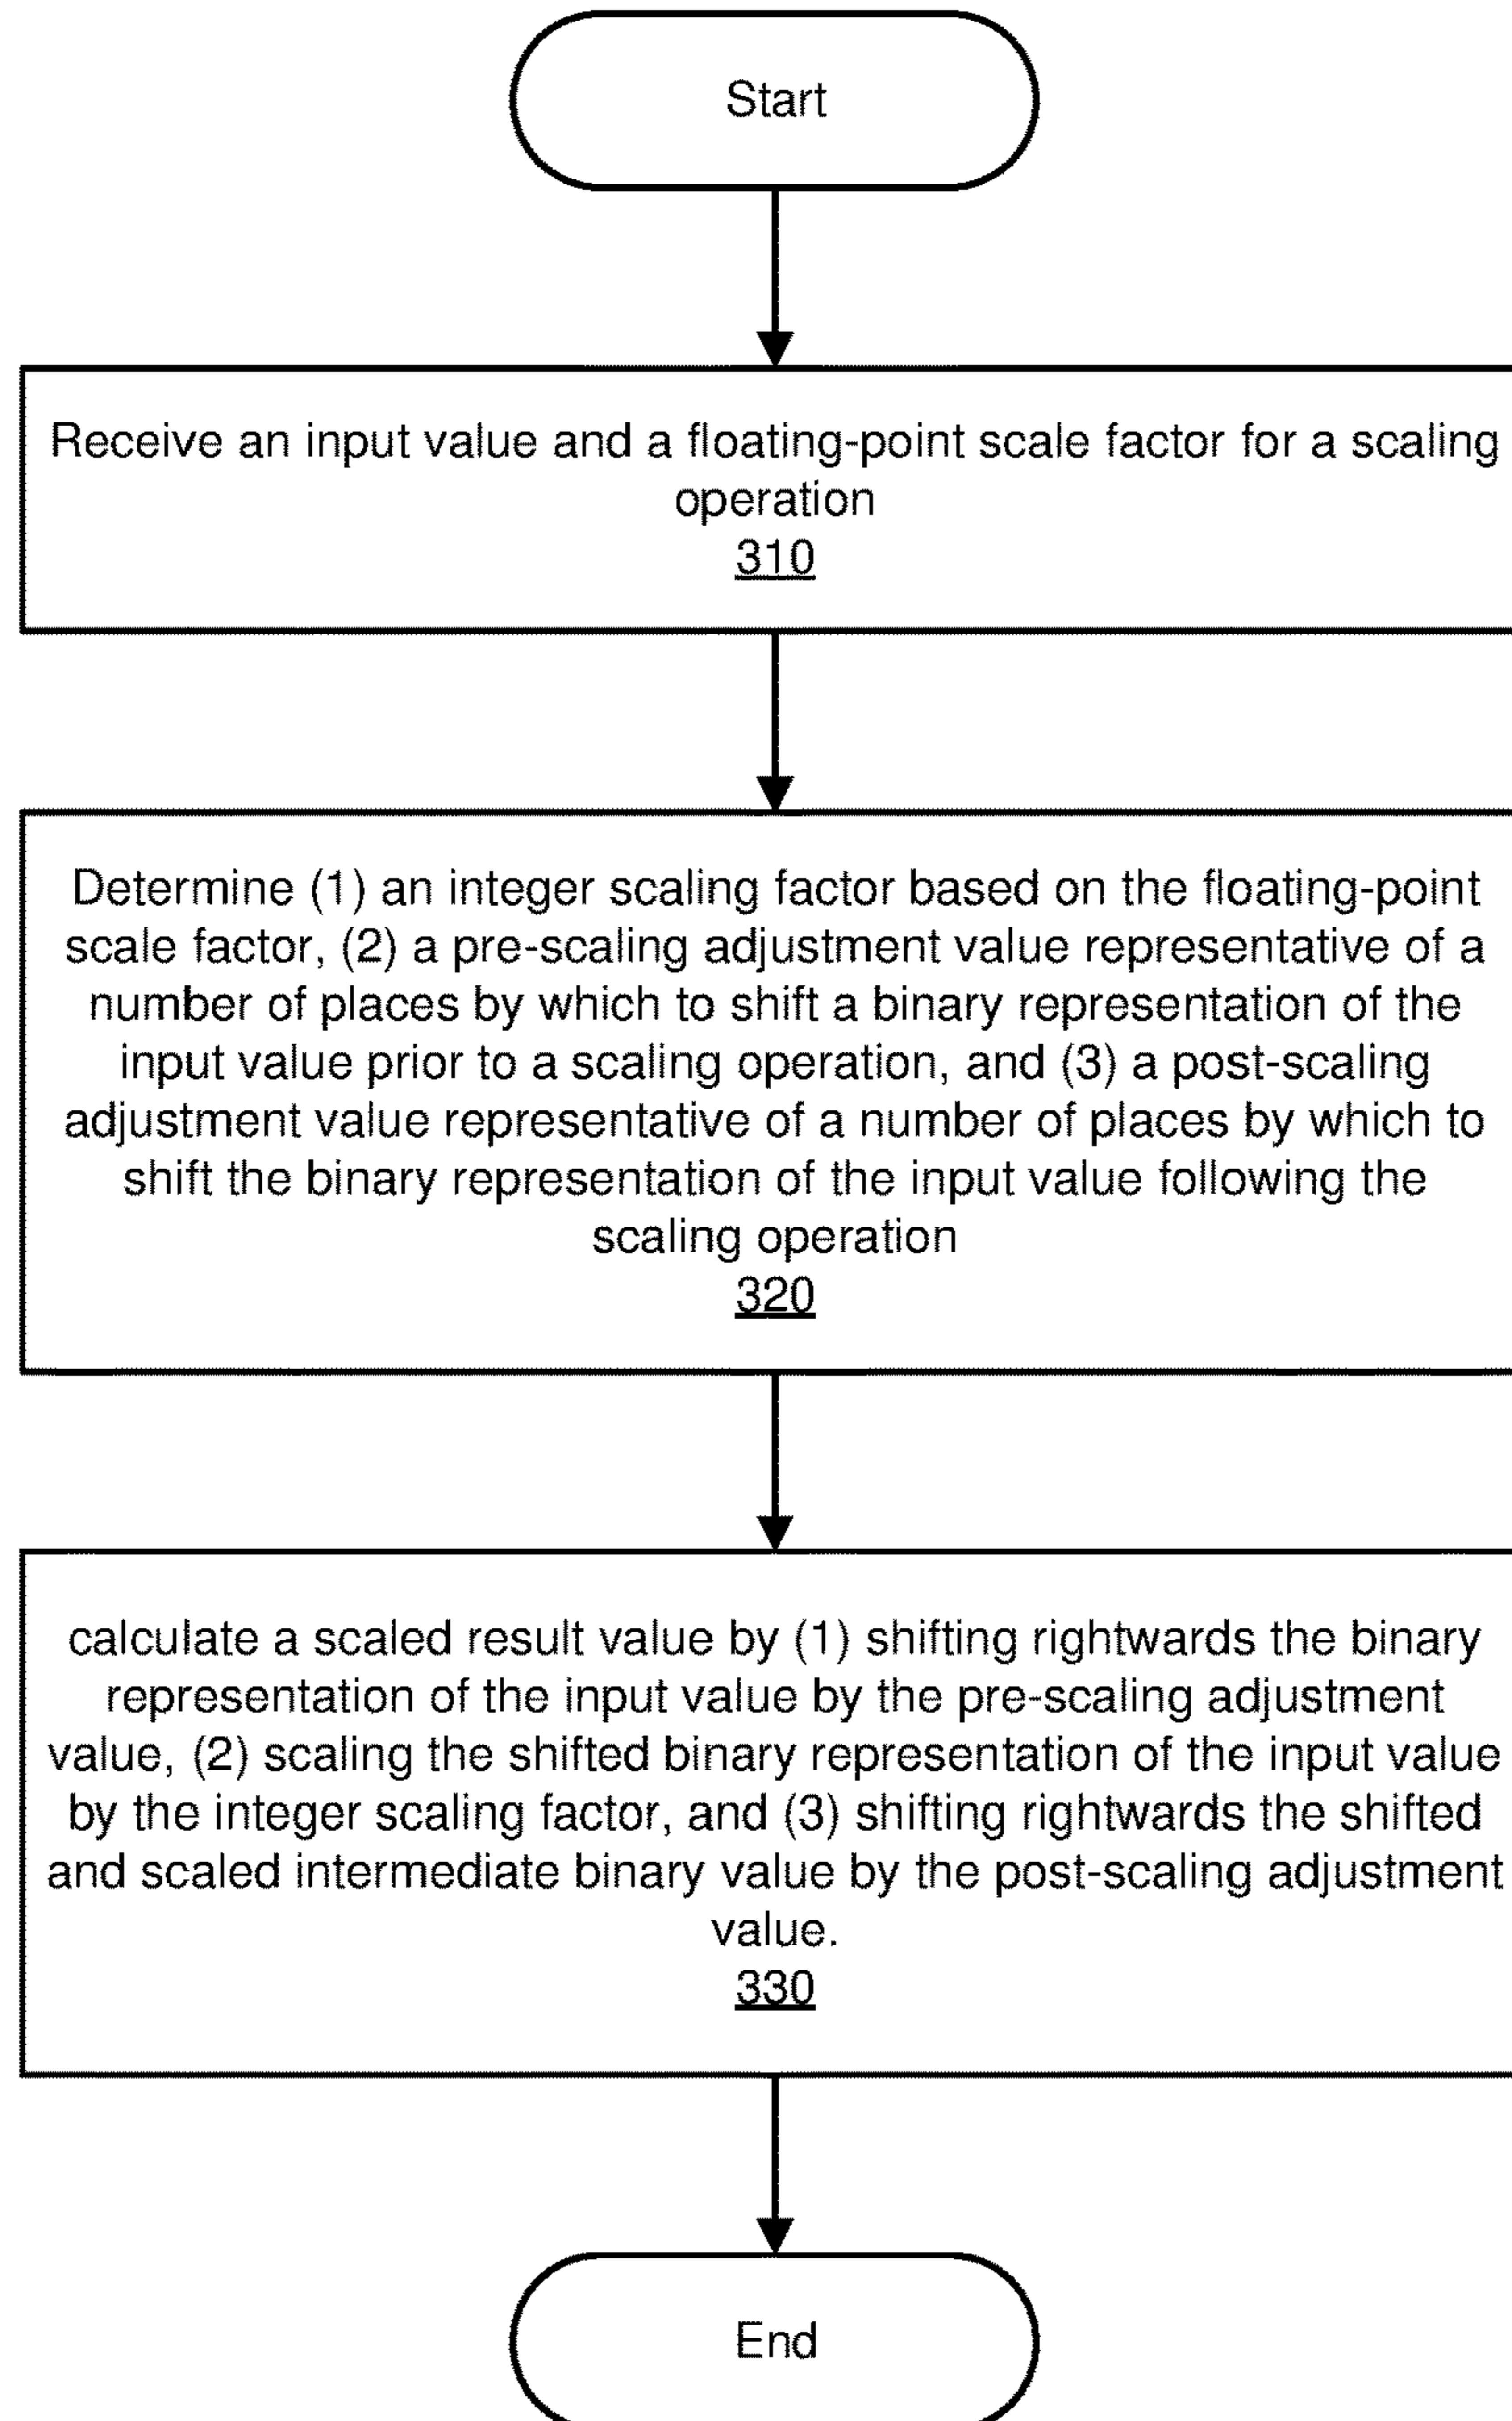 Start
Receive an input value and a floating-point scale factor for a scaling
operation
310
Determine (1) an integer scaling factor based on the floating-point
scale factor, (2) a pre-scaling adjustment value representative of a
number of places by which to shift a binary representation of the
input value prior to a scaling operation, and (3) a post-scaling
adjustment value representative of a number of places by which to
shift the binary representation of the input value following the
scaling operation
320
calculate a scaled result value by (1) shifting rightwards the binary
representation of the input value by the pre-scaling adjustment
value, (2) scaling the shifted binary representation of the input value
by the integer scaling factor, and (3) shifting rightwards the shifted
and scaled intermediate binary value by the post-scaling adjustment
value.
330
End